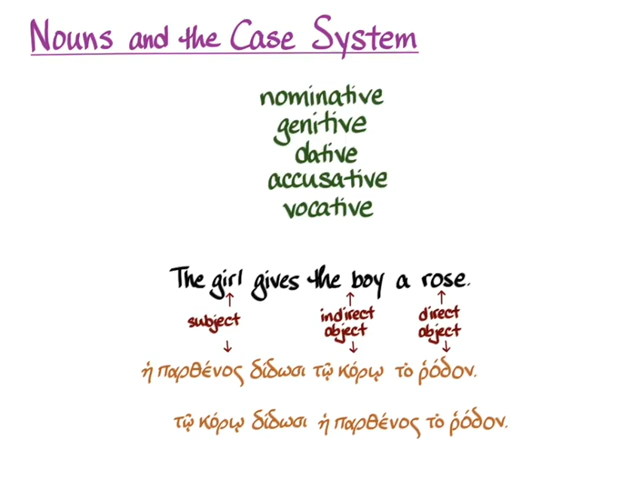 Nouns and the Case System
nominative
genitive
dative
accusative
vocative
The girl gives the boy a rose.
subject
indirect
object
direct
object
ἡ παρθένος δίδωσι τῷ κόρῳ τὸ ῥόδον.
τῷ κόρῳ δίδωσι ἡ παρθένος τὸ ῥόδον.